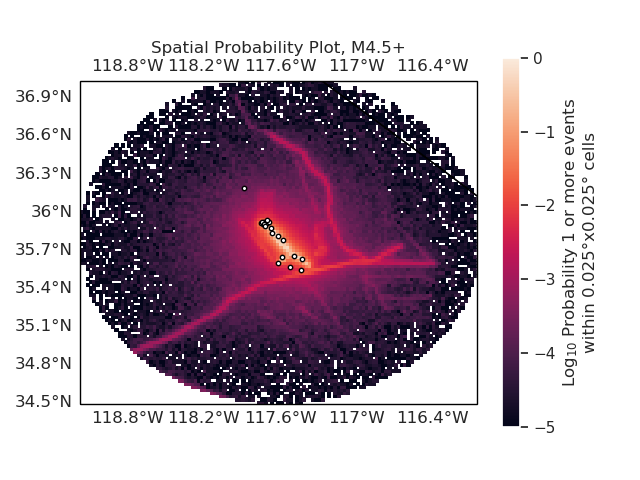 Spatial Probability Plot, M4.5+
118.8°W 118.2°W 117.6°W 117°W 116.4°W
36.9°N
36.6°N
36.3°N
36°N
35.7°N
35.4°N
35.1°N
34.8°N
34.5°N
118.8°W 118.2°W 117.6°W 117°W 116.4°W
0
−1
−2
−3
−4
−5
Log₁₀ Probability 1 or more events
within 0.025°x0.025° cells